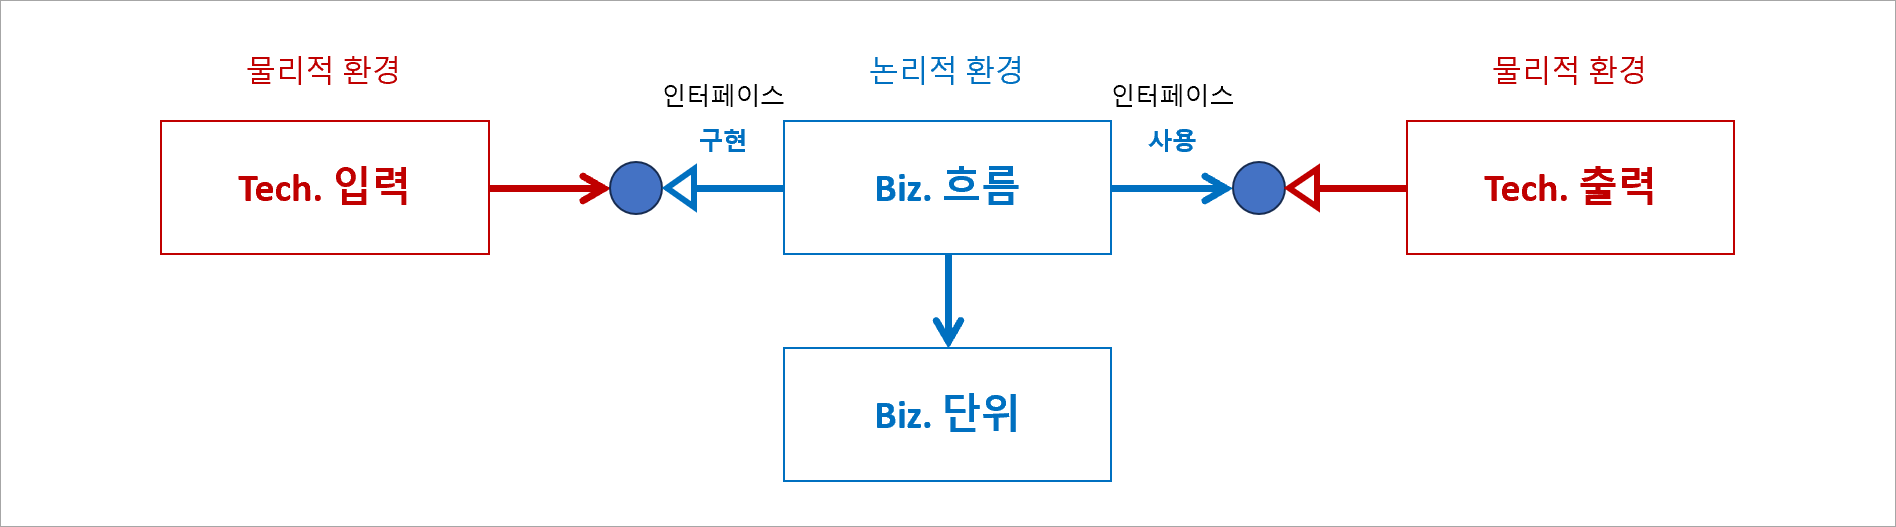 물리적 환경
논리적 환경
물리적 환경
인터페이스
구현
인터페이스
사용
Tech. 입력
Biz. 흐름
Tech. 출력
Biz. 단위